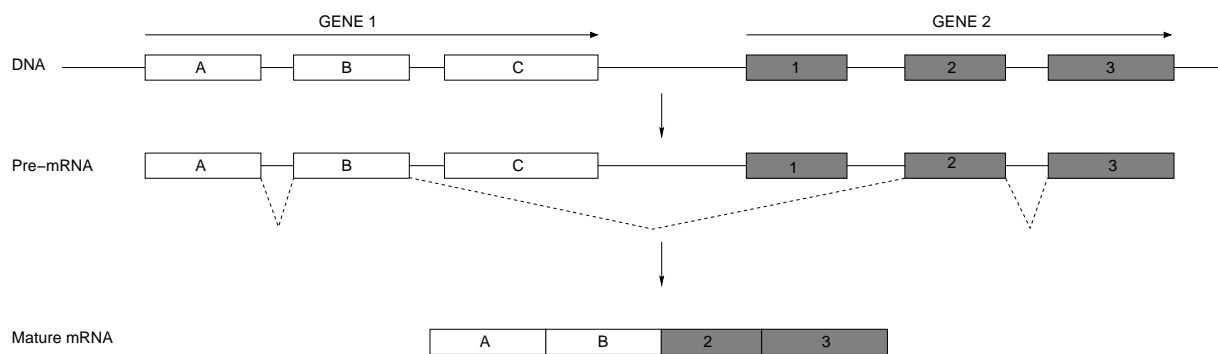 GENE 1 GENE 2
DNA A B C 1 2 3
Pre−mRNA A B C 1 2 3
Mature mRNA A B 2 3